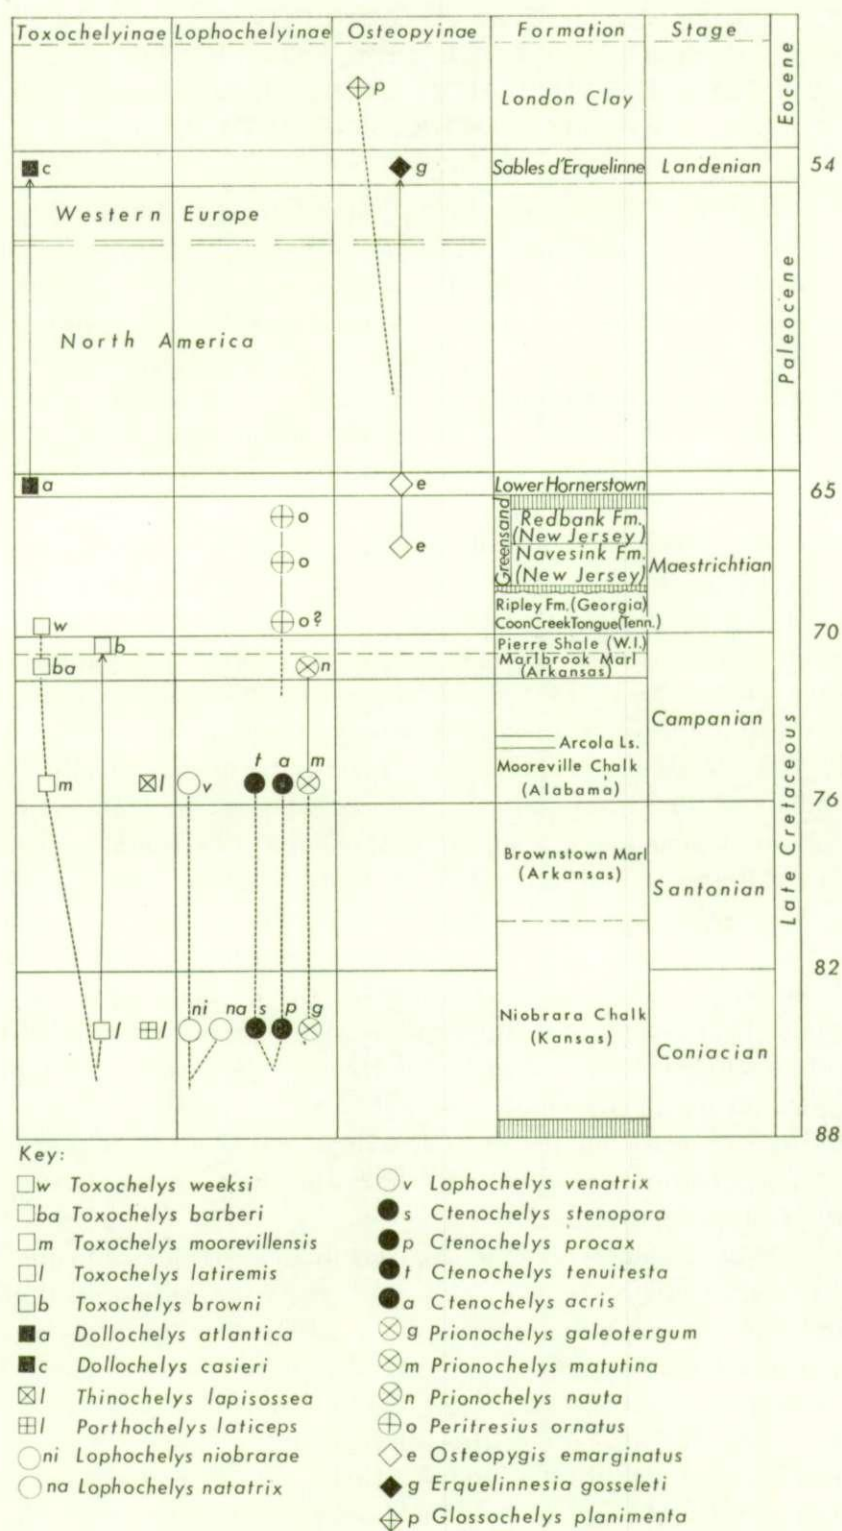 Toxochelyinae Lophochelyinae Osteopyinae Formation Stage
p London Clay Eocene
c g Sables d'Erquelinne Landenian 54
Western Europe
North America
Paleocene
a e Lower Hornerstown 65
o Greensand Redbank Fm.
(New Jersey)
o e Navesink Fm.
(New Jersey) Maestrichtian
Ripley Fm. (Georgia)
w o? Coon Creek Tongue (Tenn.)
70
b Pierre Shale (W.I.)
ba n Marlbrook Marl
(Arkansas)
Campanian
Arcola Ls.
t a m Mooreville Chalk
m l v (Alabama)
76
Late Cretaceous
Brownstown Marl
(Arkansas)
Santonian
82
ni na s p g Niobrara Chalk
l l (Kansas)
Coniacian
88
Key:
w Toxochelys weeksi
ba Toxochelys barberi
m Toxochelys moorevillensis
l Toxochelys latiremis
b Toxochelys browni
a Dollochelys atlantica
c Dollochelys casieri
l Thinochelys lapisossea
l Porthochelys laticeps
ni Lophochelys niobrarae
na Lophochelys natatrix
v Lophochelys venatrix
s Ctenochelys stenopora
p Ctenochelys procax
t Ctenochelys tenuitesta
a Ctenochelys acris
g Prionochelys galeotergum
m Prionochelys matutina
n Prionochelys nauta
o Peritresius ornatus
e Osteopygis emarginatus
g Erquelinnesia gosseleti
p Glossochelys planimenta